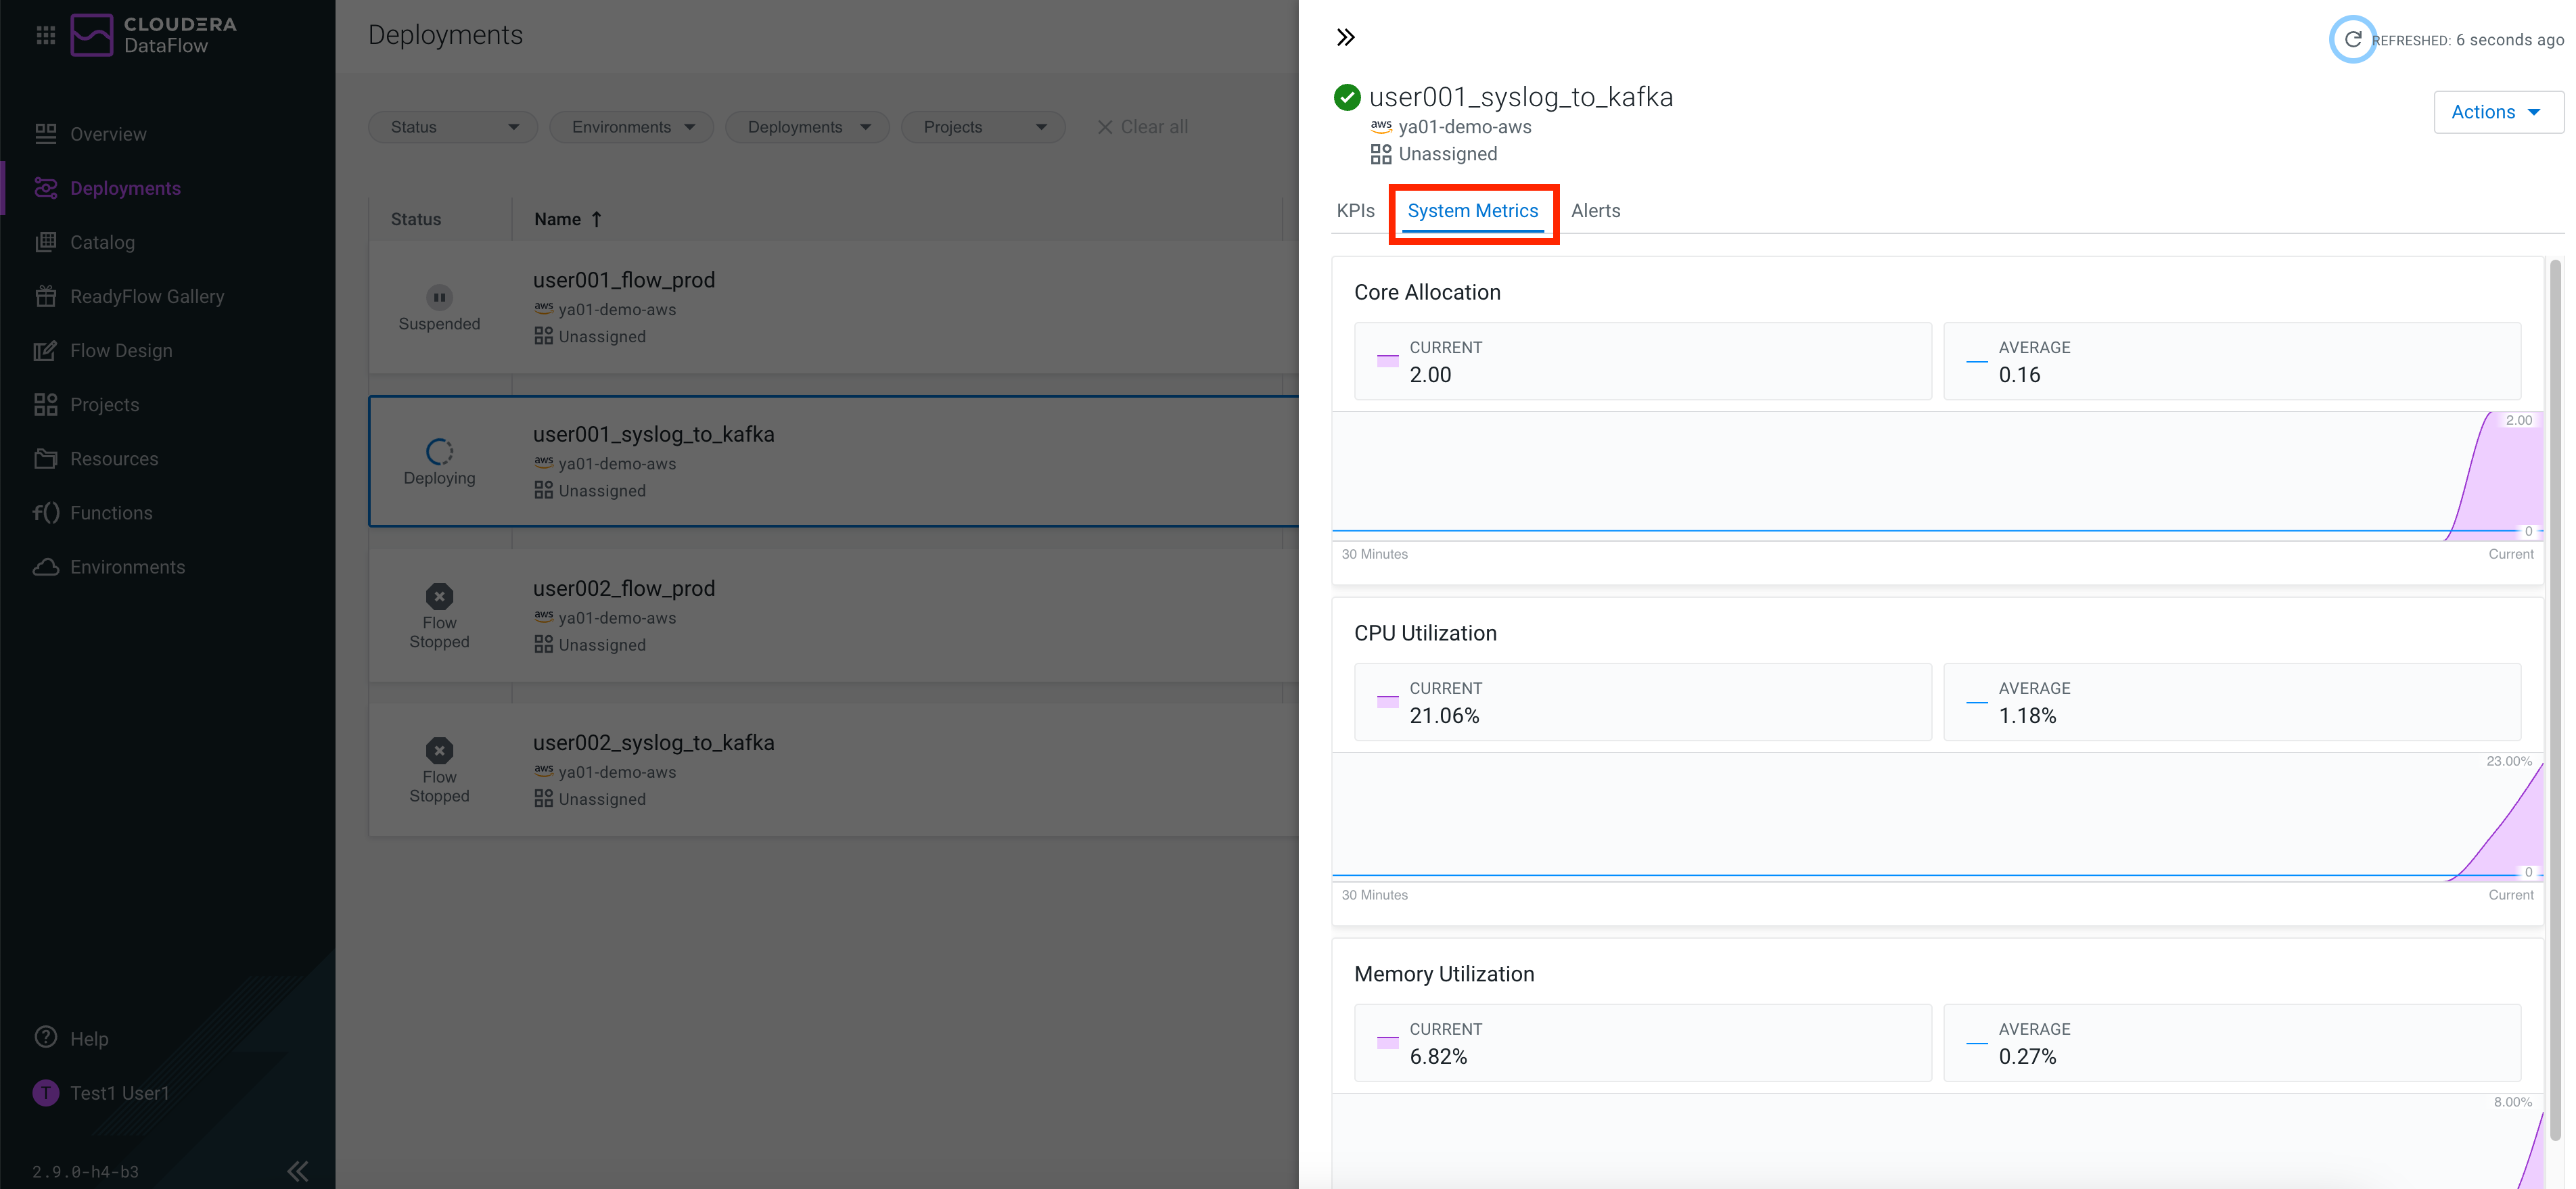 CLOUDERA
DataFlow
Overview
Deployments
Catalog
ReadyFlow Gallery
Flow Design
Projects
Resources
f() Functions
Environments
Help
T Test1 User1
2.9.0-h4-b3
Deployments
Status Environments Deployments Projects Clear all
Status Name ↑
Suspended
user001_flow_prod
aws ya01-demo-aws
Unassigned
Deploying
user001_syslog_to_kafka
aws ya01-demo-aws
Unassigned
Flow
Stopped
user002_flow_prod
aws ya01-demo-aws
Unassigned
Flow
Stopped
user002_syslog_to_kafka
aws ya01-demo-aws
Unassigned
REFRESHED: 6 seconds ago
user001_syslog_to_kafka
aws ya01-demo-aws
Unassigned
Actions
KPIs System Metrics Alerts
Core Allocation
CURRENT
2.00
AVERAGE
0.16
2.00
0
30 Minutes Current
CPU Utilization
CURRENT
21.06%
AVERAGE
1.18%
23.00%
0
30 Minutes Current
Memory Utilization
CURRENT
6.82%
AVERAGE
0.27%
8.00%